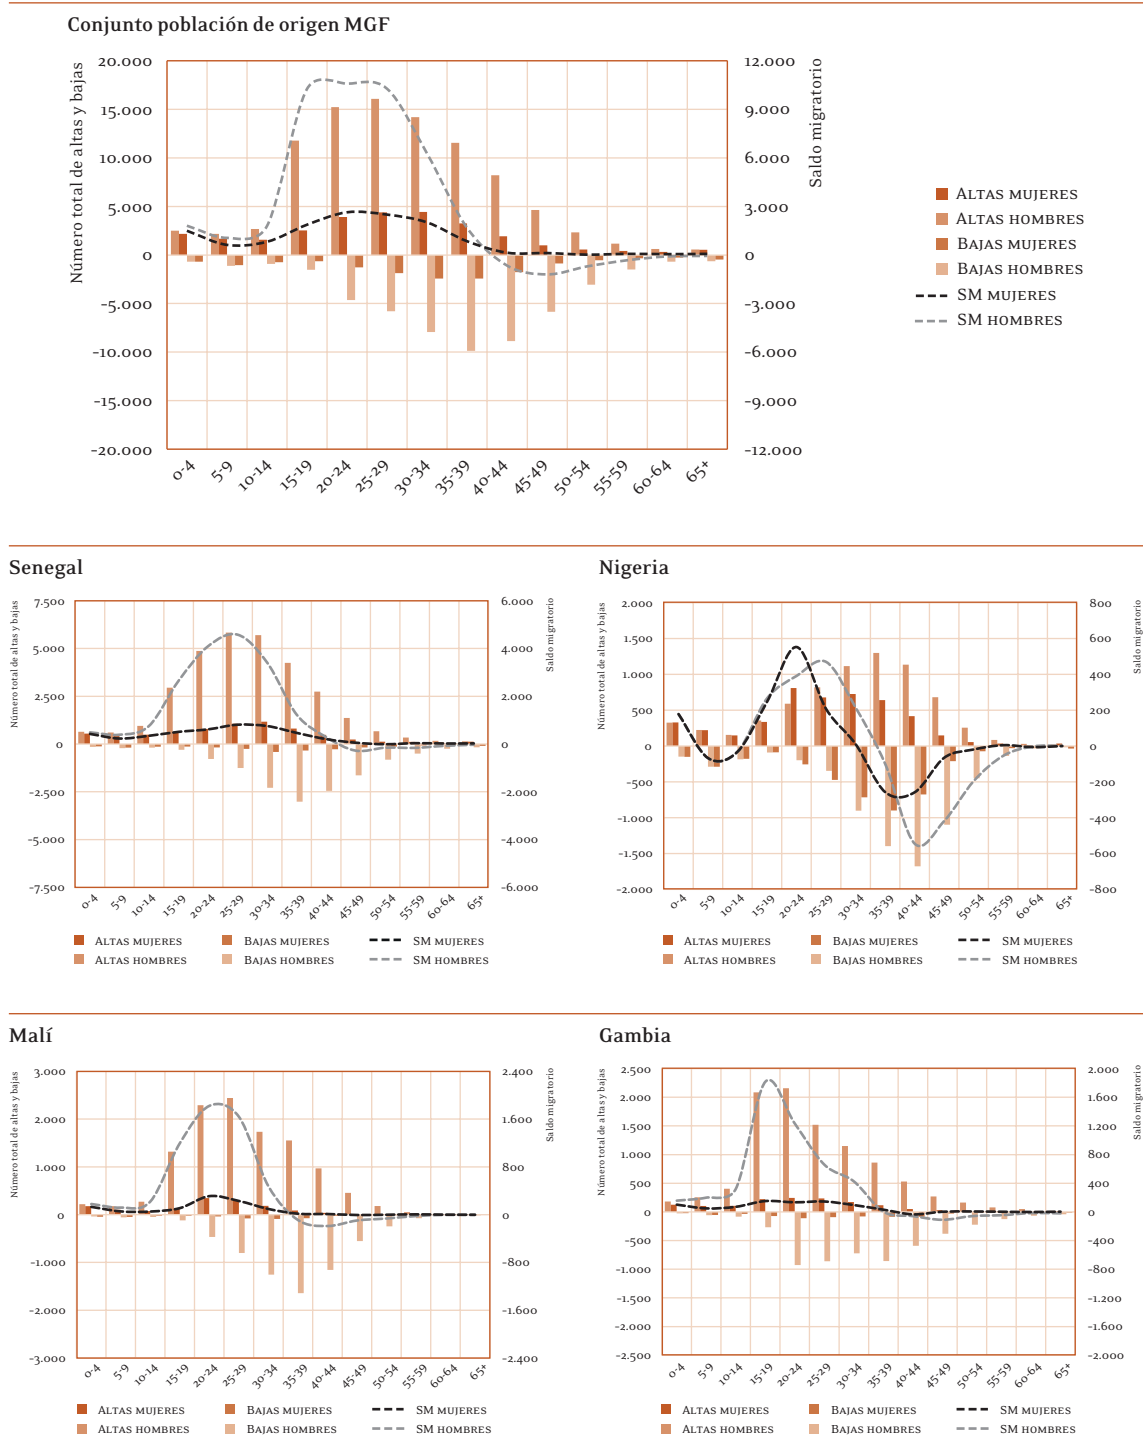 Conjunto población de origen MGF
Número total de altas y bajas
20.000
15.000
10.000
5.000
0
-5.000
-10.000
-15.000
-20.000
12.000
9.000
6.000
3.000
0
-3.000
-6.000
-9.000
-12.000
Saldo migratorio
0-4 5-9 10-14 15-19 20-24 25-29 30-34 35-39 40-44 45-49 50-54 55-59 60-64 65+
Altas mujeres
Altas hombres
Bajas mujeres
Bajas hombres
SM mujeres
SM hombres
Senegal
Número total de altas y bajas
7.500
5.000
2.500
0
-2.500
-5.000
-7.500
6.000
4.000
2.000
0
-2.000
-4.000
-6.000
Saldo migratorio
0-4 5-9 10-14 15-19 20-24 25-29 30-34 35-39 40-44 45-49 50-54 55-59 60-64 65+
Altas mujeres Bajas mujeres SM mujeres
Altas hombres Bajas hombres SM hombres
Nigeria
Número total de altas y bajas
2.000
1.500
1.000
500
0
-500
-1.000
-1.500
-2.000
800
600
400
200
0
-200
-400
-600
-800
Saldo migratorio
0-4 5-9 10-14 15-19 20-24 25-29 30-34 35-39 40-44 45-49 50-54 55-59 60-64 65+
Altas mujeres Bajas mujeres SM mujeres
Altas hombres Bajas hombres SM hombres
Malí
Número total de altas y bajas
3.000
2.000
1.000
0
-1.000
-2.000
-3.000
2.400
1.600
800
0
-800
-1.600
-2.400
Saldo migratorio
0-4 5-9 10-14 15-19 20-24 25-29 30-34 35-39 40-44 45-49 50-54 55-59 60-64 65+
Altas mujeres Bajas mujeres SM mujeres
Altas hombres Bajas hombres SM hombres
Gambia
Número total de altas y bajas
2.500
2.000
1.500
1.000
500
0
-500
-1.000
-1.500
-2.000
-2.500
2.000
1.600
1.200
800
400
0
-400
-800
-1.200
-1.600
-2.000
Saldo migratorio
0-4 5-9 10-14 15-19 20-24 25-29 30-34 35-39 40-44 45-49 50-54 55-59 60-64 65+
Altas mujeres Bajas mujeres SM mujeres
Altas hombres Bajas hombres SM hombres